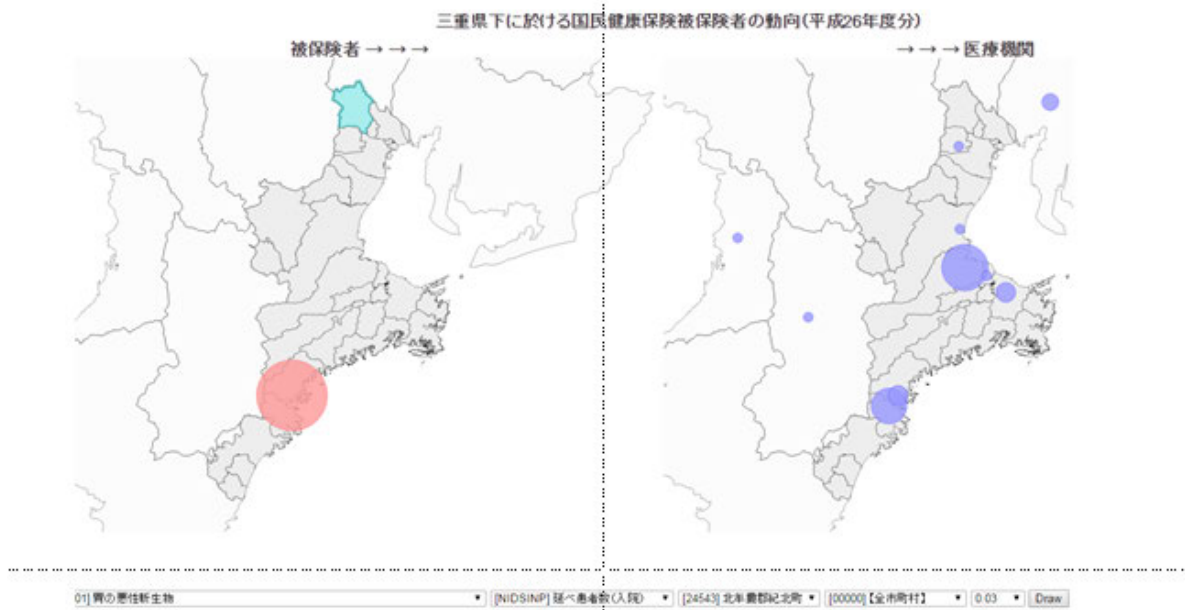 三重県下に於ける国民健康保険被保険者の動向(平成26年度分)
被保険者 → → →
→ → → 医療機関
01] 胃の悪性新生物
[NIDSINP] 延べ患者数(入院)
[24543] 北牟婁郡紀北町
[00000]【全市町村】
0.03
Draw